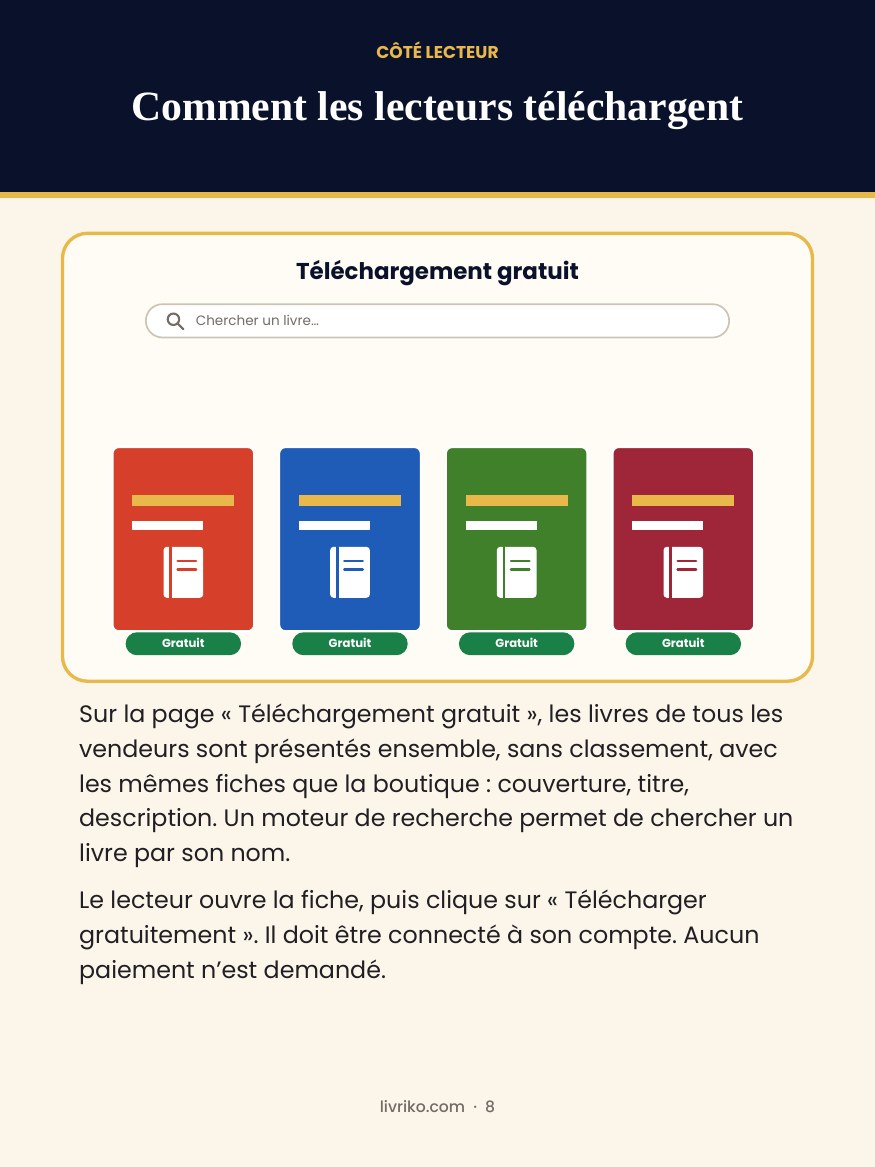 CÔTÉ LECTEUR
Comment les lecteurs téléchargent
Téléchargement gratuit
Chercher un livre…
Gratuit
Gratuit
Gratuit
Gratuit
Sur la page « Téléchargement gratuit », les livres de tous les
vendeurs sont présentés ensemble, sans classement, avec
les mêmes fiches que la boutique : couverture, titre,
description. Un moteur de recherche permet de chercher un
livre par son nom.
Le lecteur ouvre la fiche, puis clique sur « Télécharger
gratuitement ». Il doit être connecté à son compte. Aucun
paiement n’est demandé.
livriko.com · 8